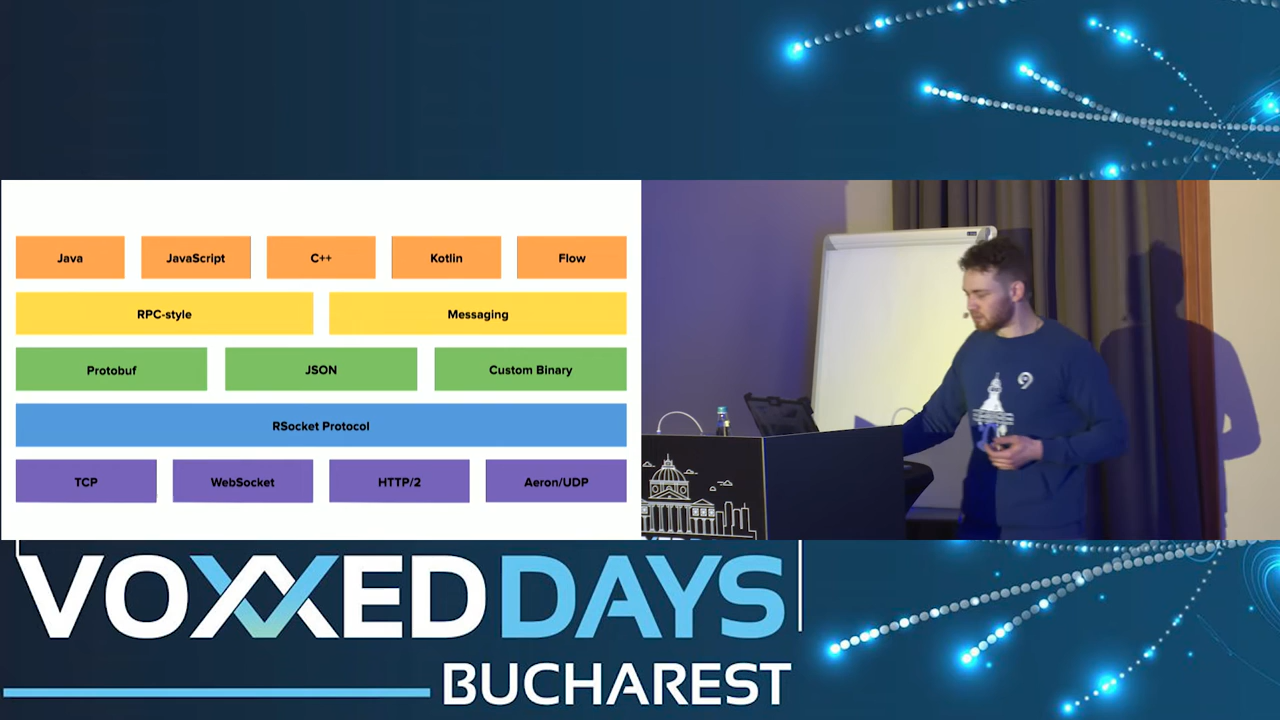 Java JavaScript C++ Kotlin Flow
RPC-style Messaging
Protobuf JSON Custom Binary
RSocket Protocol
TCP WebSocket HTTP/2 Aeron/UDP
9
VOXXED DAYS
BUCHAREST